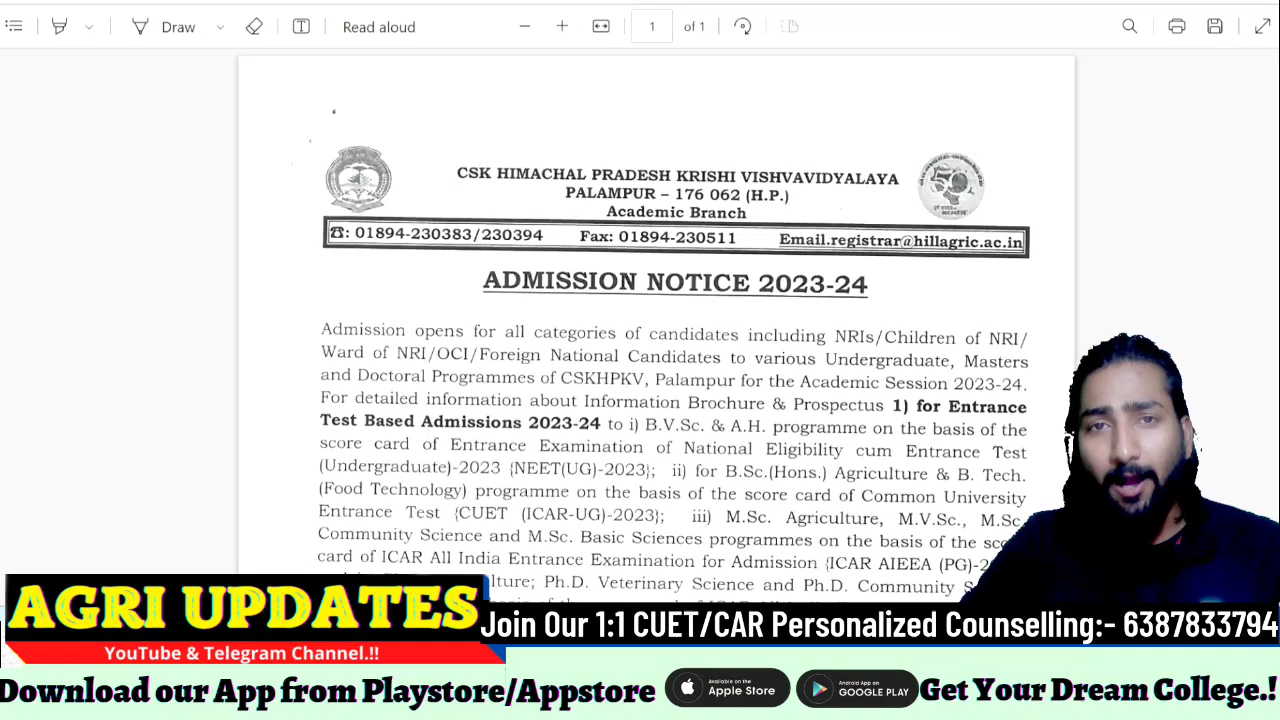 Draw
Read aloud
1
of 1
CSK HIMACHAL PRADESH KRISHI VISHVAVIDYALAYA
PALAMPUR – 176 062 (H.P.)
Academic Branch
☎: 01894-230383/230394 Fax: 01894-230511 Email.registrar@hillagric.ac.in
ADMISSION NOTICE 2023-24
Admission opens for all categories of candidates including NRIs/Children of NRI/
Ward of NRI/OCI/Foreign National Candidates to various Undergraduate, Masters
and Doctoral Programmes of CSKHPKV, Palampur for the Academic Session 2023-24.
For detailed information about Information Brochure & Prospectus 1) for Entrance
Test Based Admissions 2023-24 to i) B.V.Sc. & A.H. programme on the basis of the
score card of Entrance Examination of National Eligibility cum Entrance Test
(Undergraduate)-2023 {NEET(UG)-2023}; ii) for B.Sc.(Hons.) Agriculture & B. Tech.
(Food Technology) programme on the basis of the score card of Common University
Entrance Test {CUET (ICAR-UG)-2023}; iii) M.Sc. Agriculture, M.V.Sc., M.Sc.
Community Science and M.Sc. Basic Sciences programmes on the basis of the
card of ICAR All India Entrance Examination for Admission {ICAR AIEEA (PG)-
Ph.D. Veterinary Science and Ph.D. Community
AGRI UPDATES
YouTube & Telegram Channel.!!
Join Our 1:1 CUET/CAR Personalized Counselling:- 6387833794
Download our App from Playstore/Appstore
Available on the
Apple Store
Android App on
GOOGLE PLAY
Get Your Dream College.!